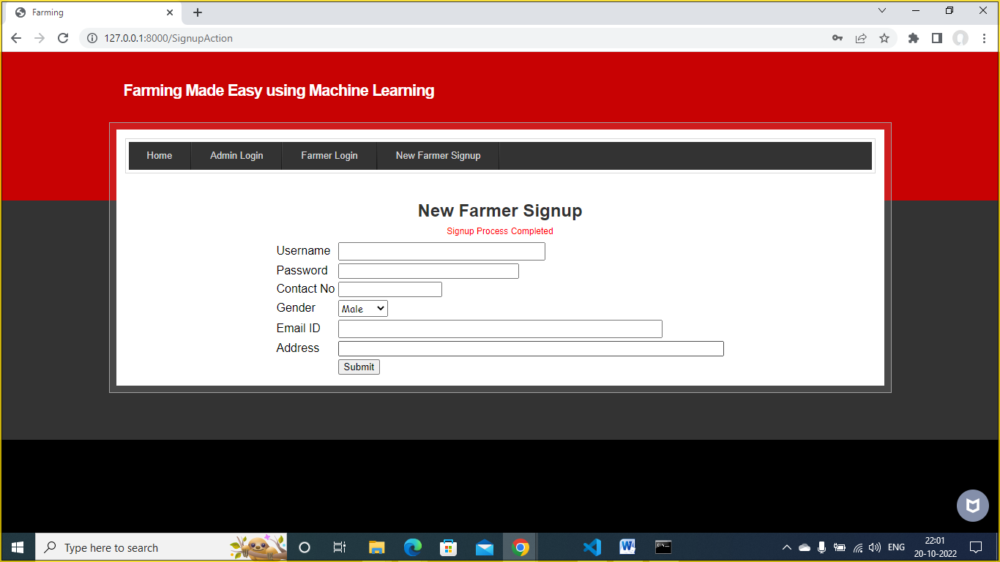 Farming
127.0.0.1:8000/SignupAction
Farming Made Easy using Machine Learning
Home Admin Login Farmer Login New Farmer Signup
New Farmer Signup
Signup Process Completed
Username
Password
Contact No
Gender Male
Email ID
Address
Submit
Type here to search
ENG
22:01
20-10-2022